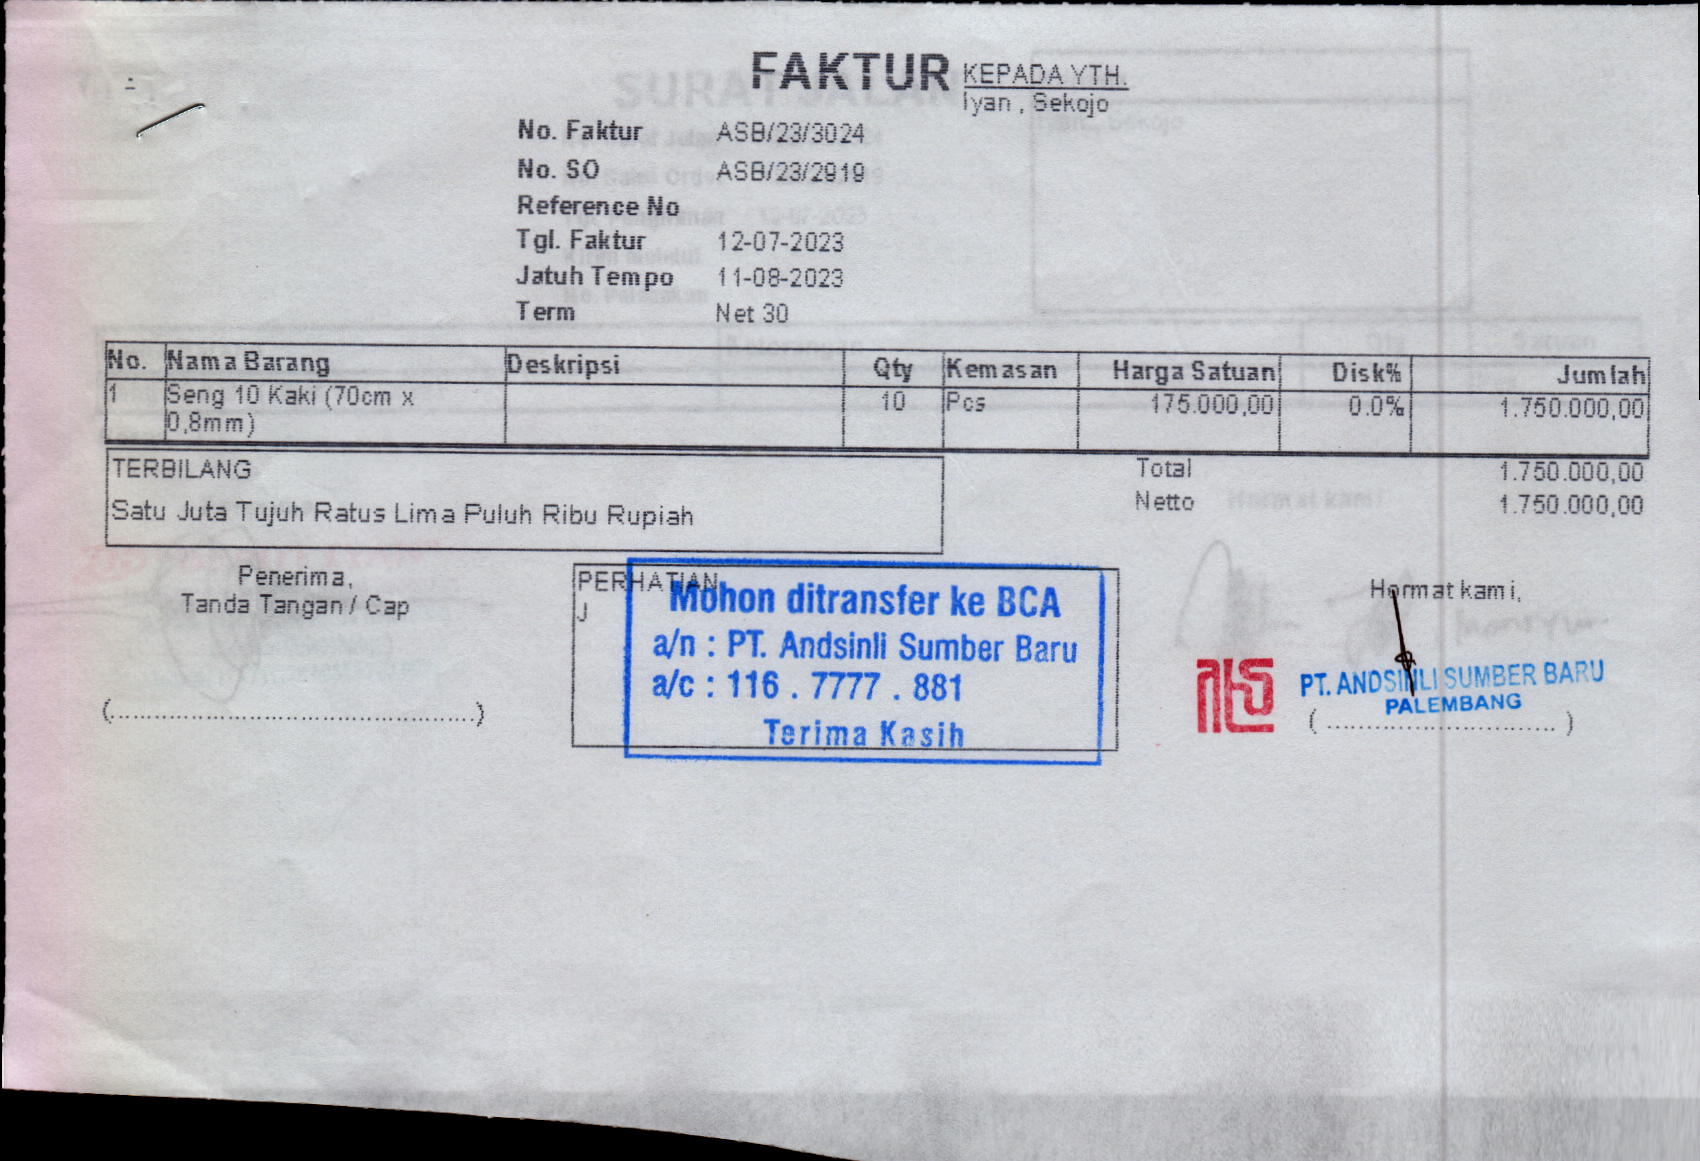 FAKTUR
KEPADA YTH.
Iyan , Sekojo
No. Faktur ASB/23/3024
No. SO ASB/23/2919
Reference No
Tgl. Faktur 12-07-2023
Jatuh Tempo 11-08-2023
Term Net 30
No. Nama Barang Deskripsi Qty Kemasan Harga Satuan Disk% Jumlah
1 Seng 10 Kaki (70cm x 10 Pcs 175.000,00 0.0% 1.750.000,00
0,8mm)
TERBILANG
Satu Juta Tujuh Ratus Lima Puluh Ribu Rupiah
Total 1.750.000,00
Netto 1.750.000,00
Penerima,
Tanda Tangan / Cap
(................................................)
PERHATIAN
J
Mohon ditransfer ke BCA
a/n : PT. Andsinli Sumber Baru
a/c : 116 . 7777 . 881
Terima Kasih
Hormat kami,
PT. ANDSINLI SUMBER BARU
PALEMBANG
(..............................)